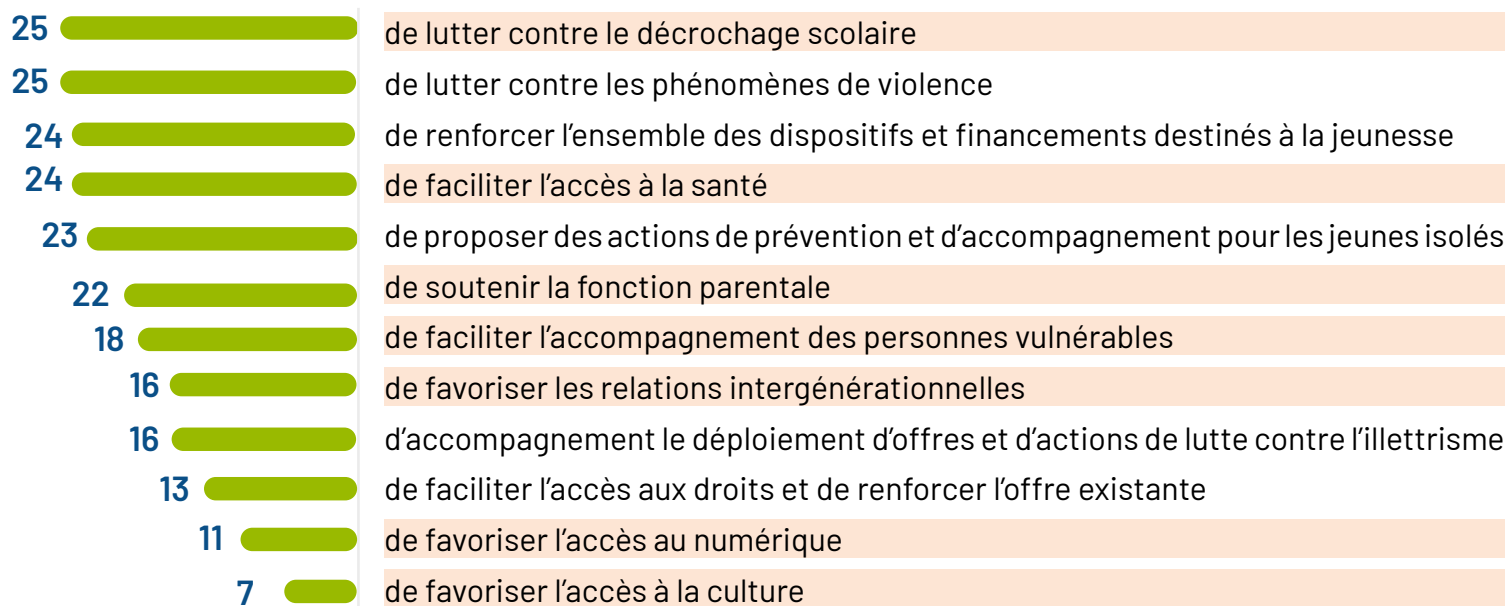 25 de lutter contre le décrochage scolaire
25 de lutter contre les phénomènes de violence
24 de renforcer l’ensemble des dispositifs et financements destinés à la jeunesse
24 de faciliter l’accès à la santé
23 de proposer des actions de prévention et d’accompagnement pour les jeunes isolés
22 de soutenir la fonction parentale
18 de faciliter l’accompagnement des personnes vulnérables
16 de favoriser les relations intergénérationnelles
16 d’accompagnement le déploiement d’offres et d’actions de lutte contre l’illettrisme
13 de faciliter l’accès aux droits et de renforcer l’offre existante
11 de favoriser l’accès au numérique
7 de favoriser l’accès à la culture